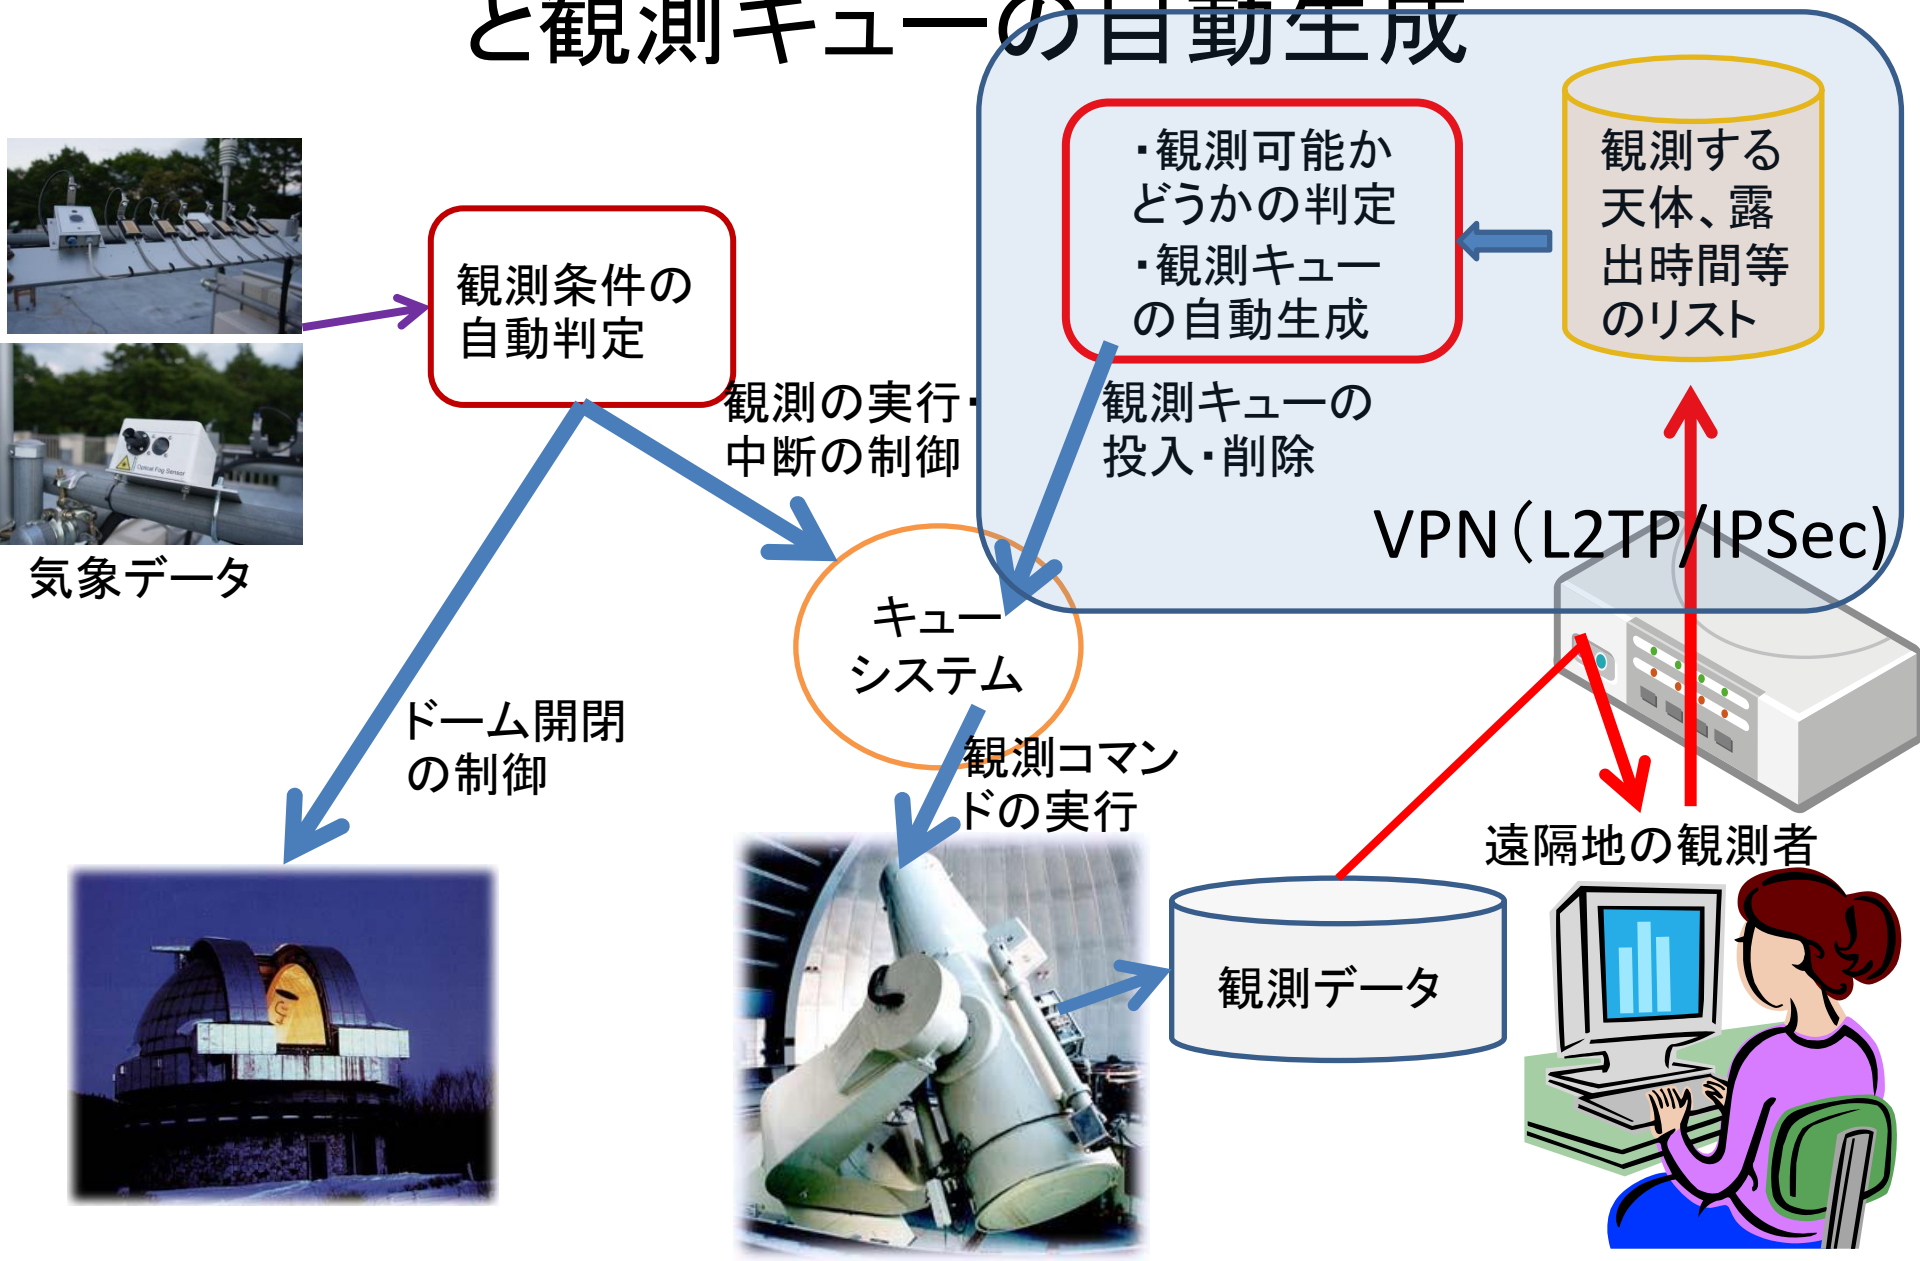 と観測キューの自動生成
・観測可能か
どうかの判定
・観測キュー
の自動生成
観測する
天体、露
出時間等
のリスト
観測条件の
自動判定
観測の実行・
中断の制御
観測キューの
投入・削除
VPN（L2TP/IPSec)
Optical Fog Sensor
気象データ
キュー
システム
ドーム開閉
の制御
観測コマン
ドの実行
遠隔地の観測者
観測データ